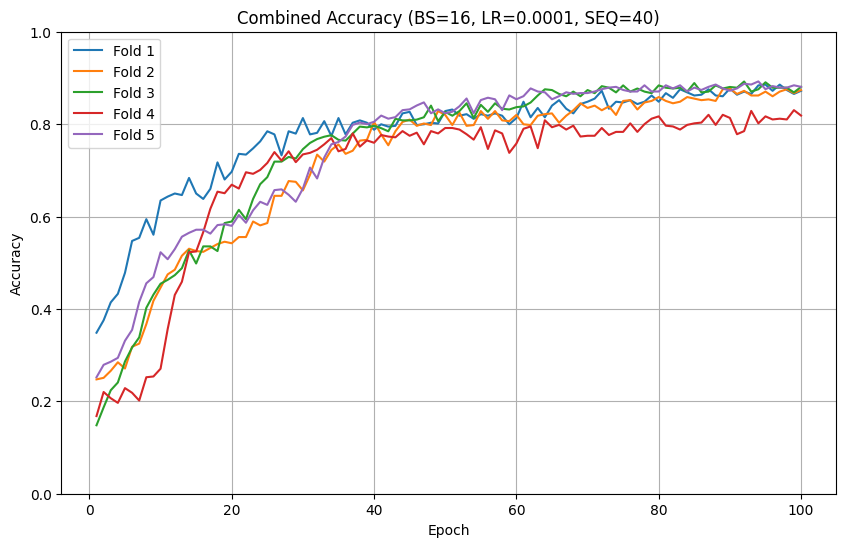 Combined Accuracy (BS=16, LR=0.0001, SEQ=40)
1.0
0.8
0.6
0.4
0.2
0.0
Accuracy
Fold 1
Fold 2
Fold 3
Fold 4
Fold 5
0 20 40 60 80 100
Epoch